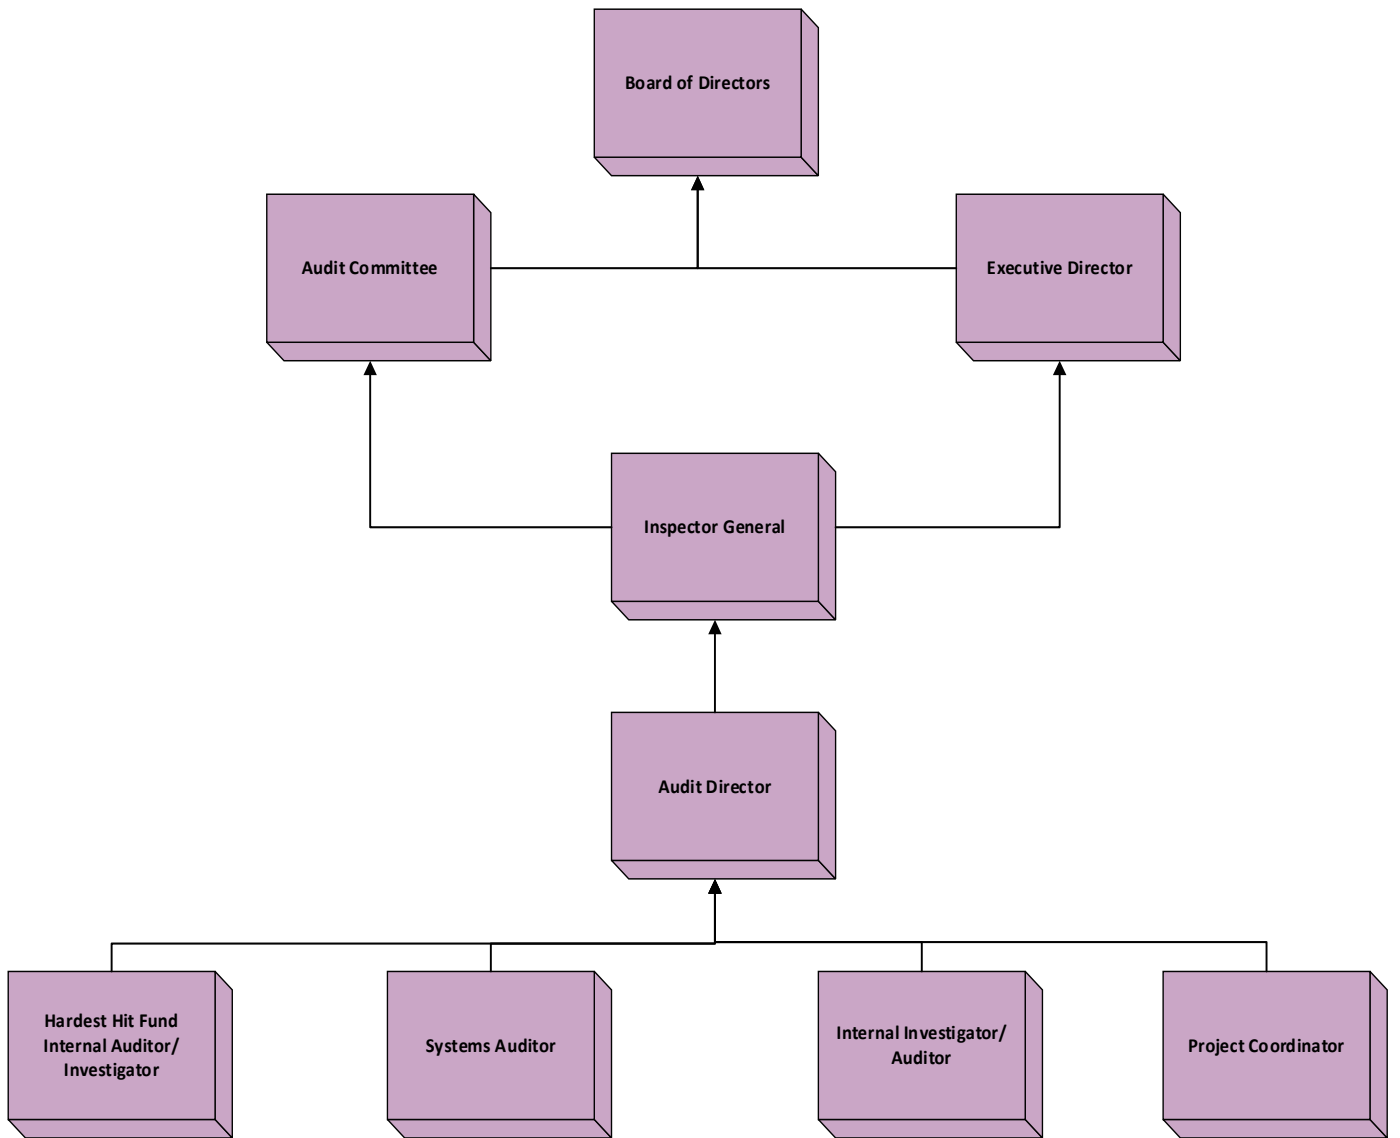 Board of Directors
Audit Committee
Executive Director
Inspector General
Audit Director
Hardest Hit Fund
Internal Auditor/
Investigator
Systems Auditor
Internal Investigator/
Auditor
Project Coordinator